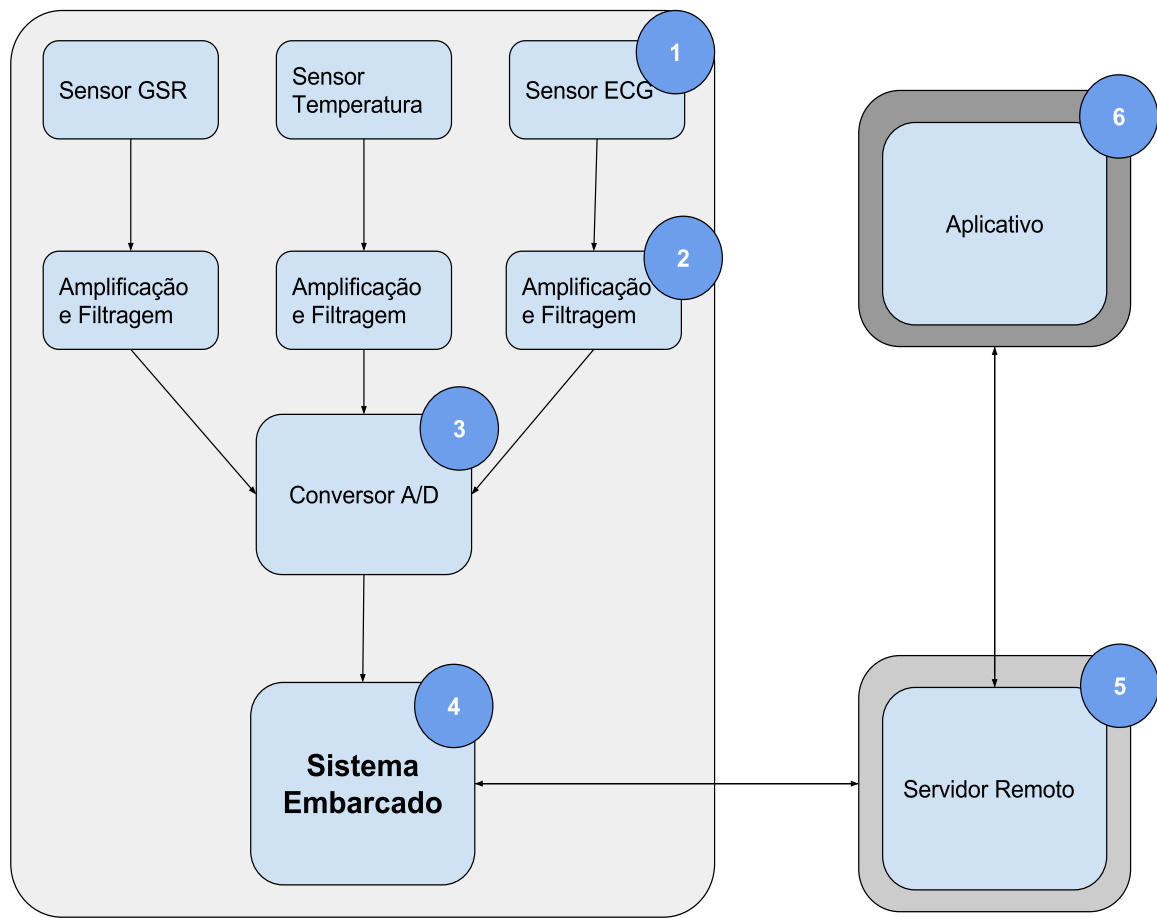 1
Sensor GSR
Sensor
Temperatura
Sensor ECG
6
Aplicativo
2
Amplificação
e Filtragem
Amplificação
e Filtragem
Amplificação
e Filtragem
3
Conversor A/D
4
Sistema
Embarcado
5
Servidor Remoto